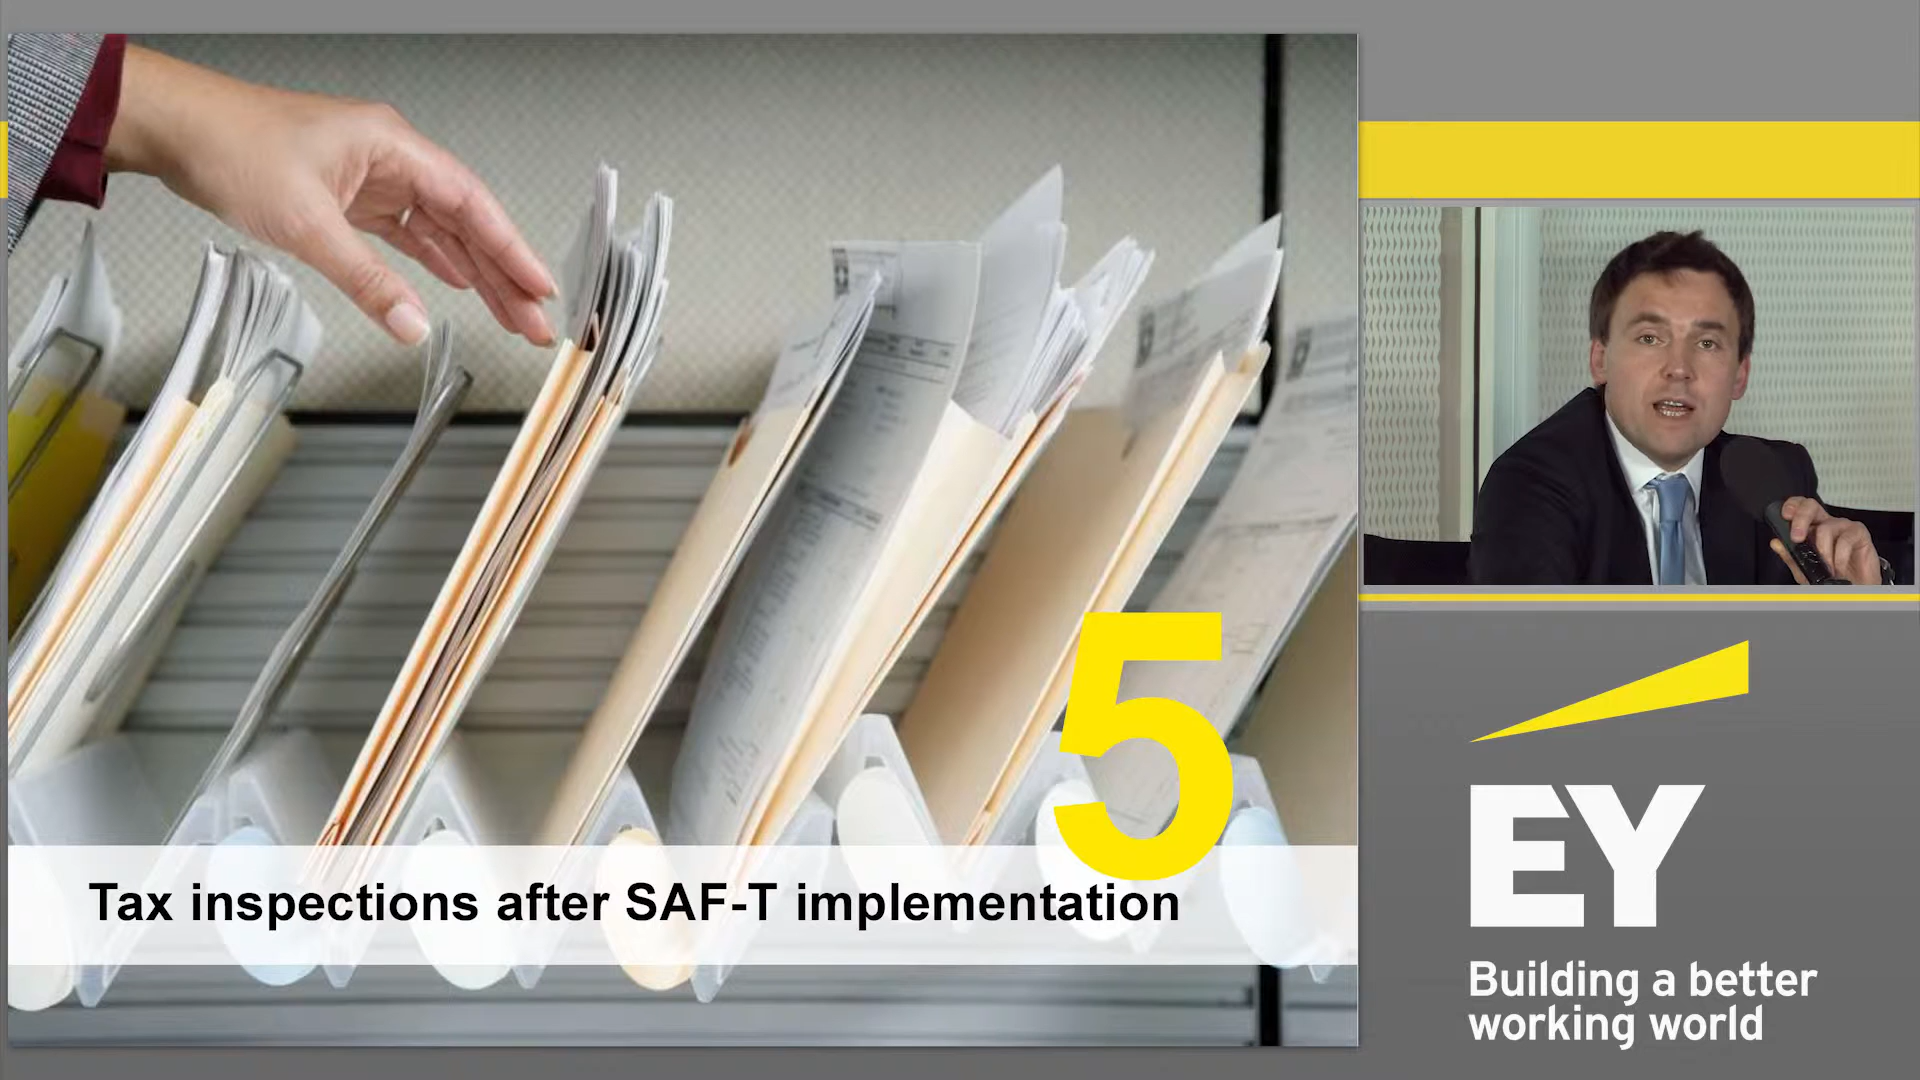 5
Tax inspections after SAF-T implementation
EY
Building a better
working world